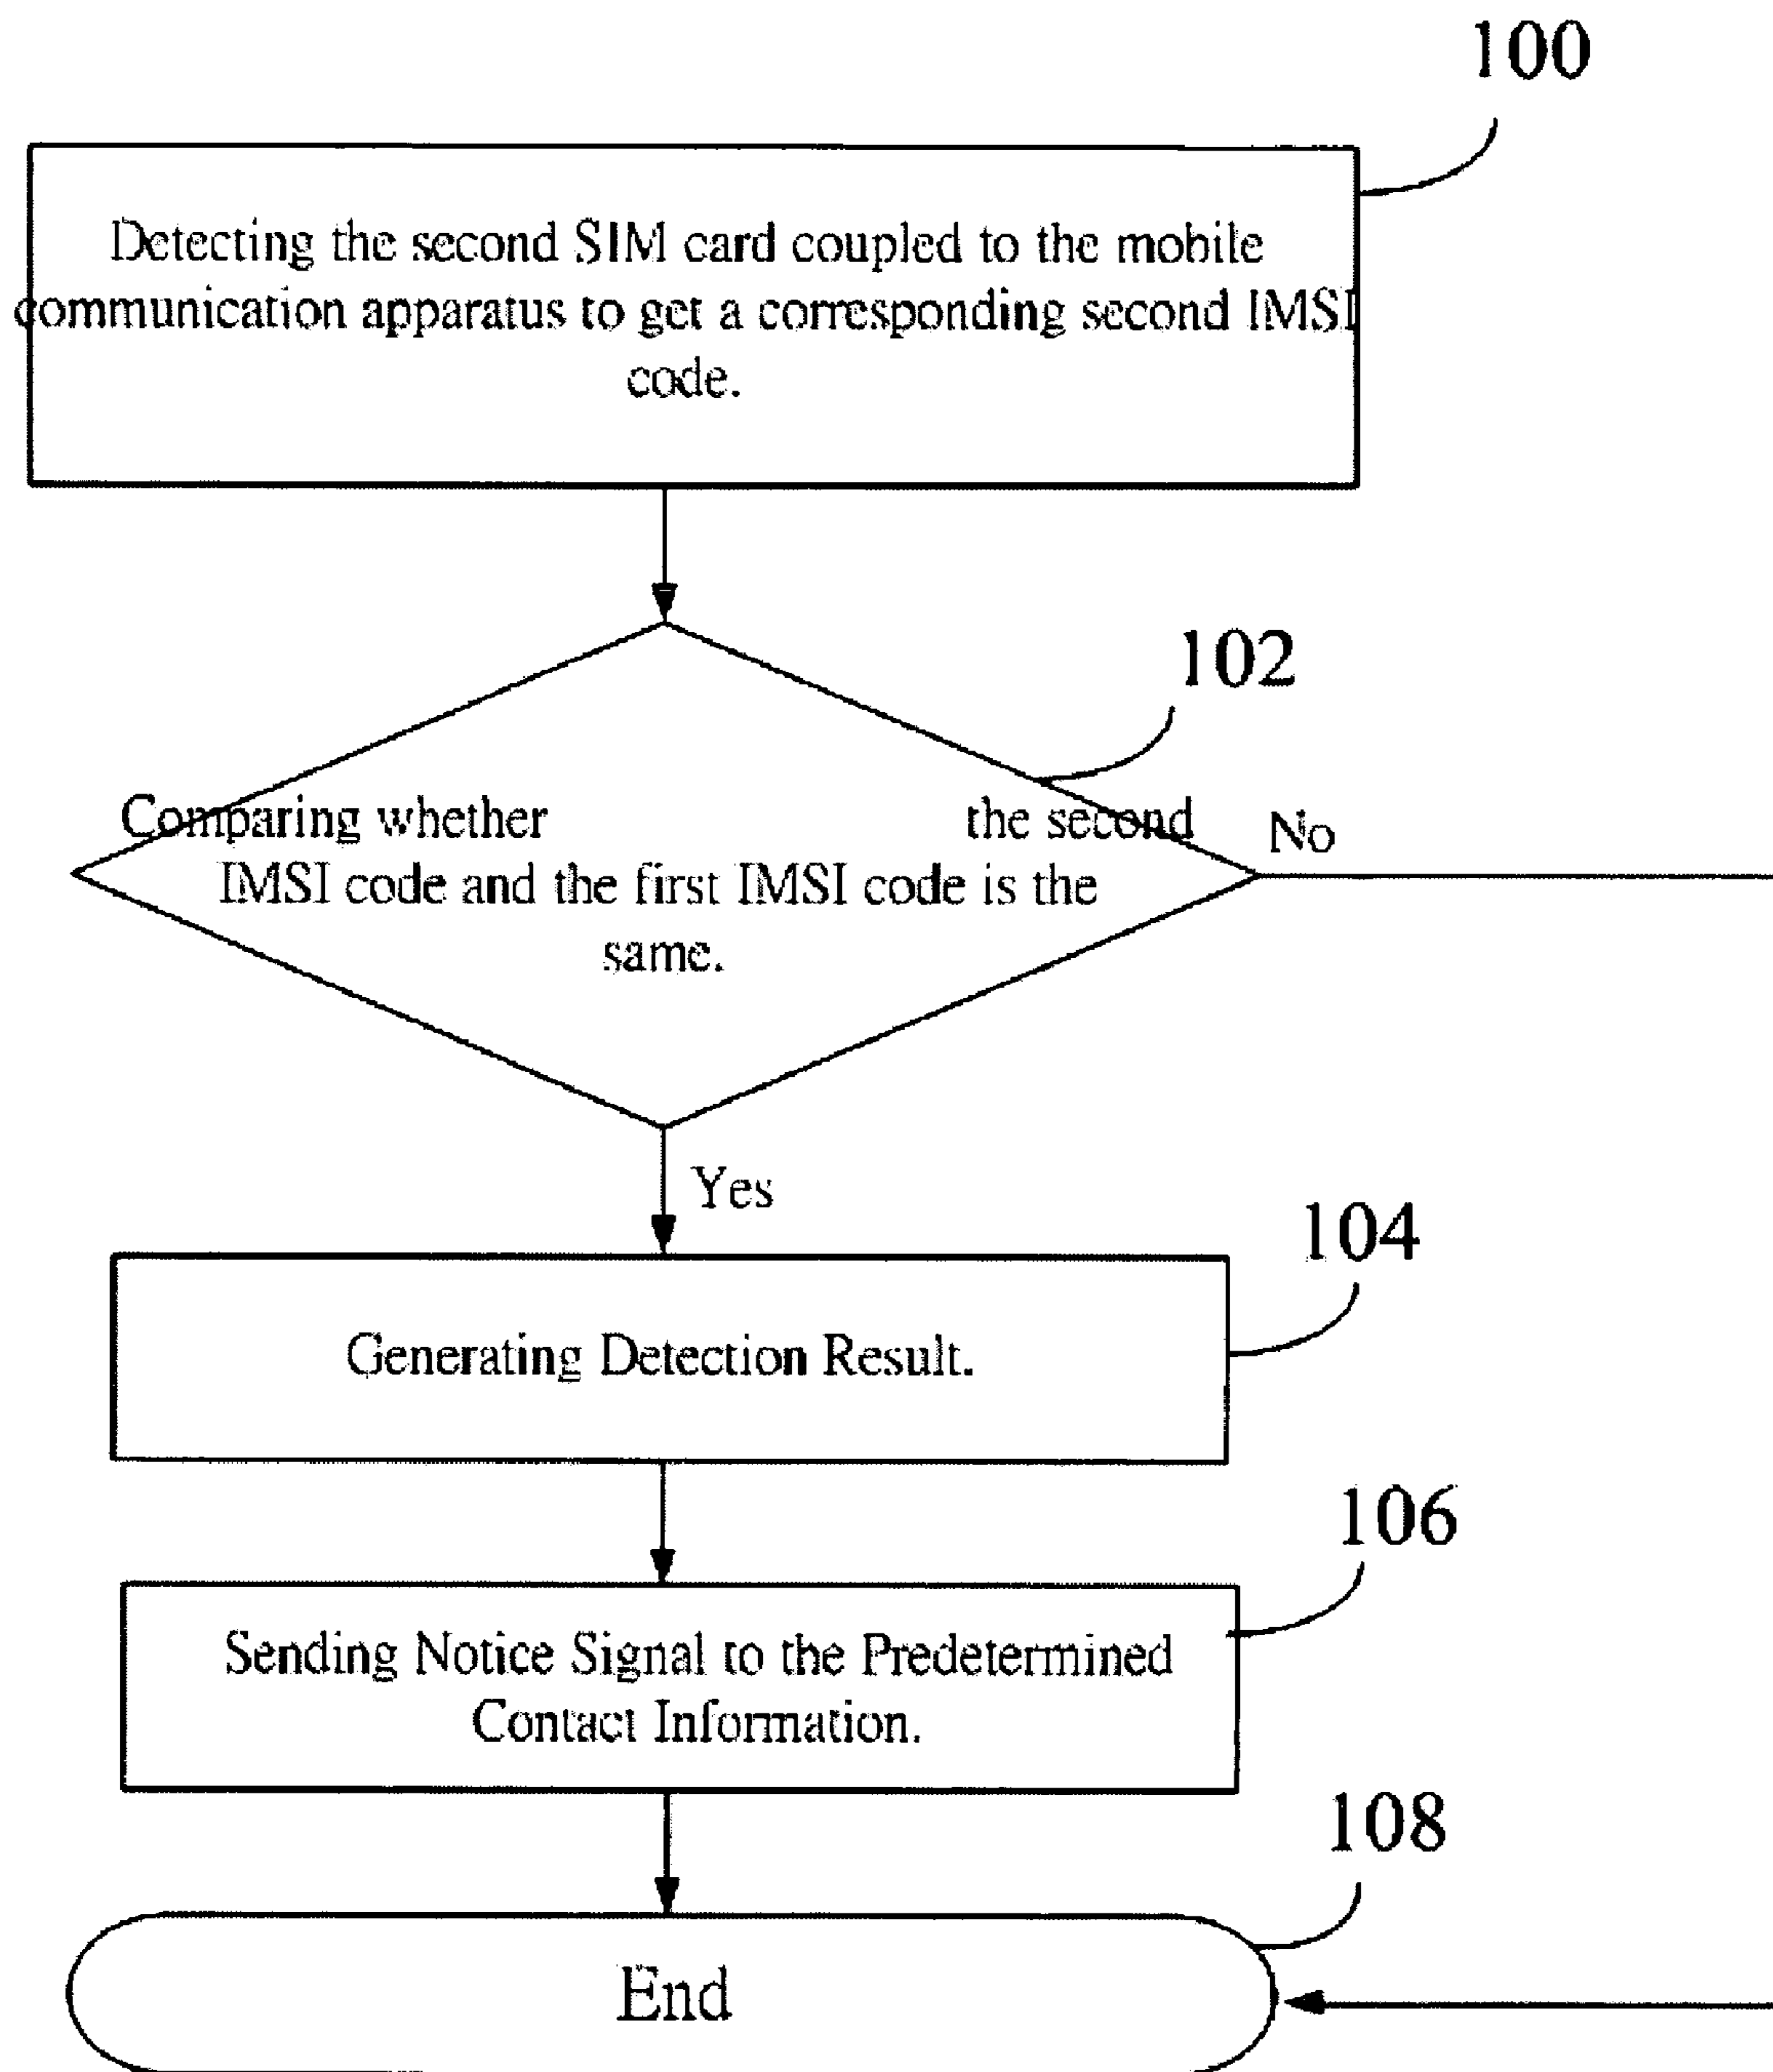 100
Detecting the second SIM card coupled to the mobile
communication apparatus to get a corresponding second IMSI
code.
102
Comparing whether the second
No
IMSI code and the first IMSI code is the
same.
Yes
104
Generating Detection Result.
106
Sending Notice Signal to the Predetermined
Contact Information.
108
End